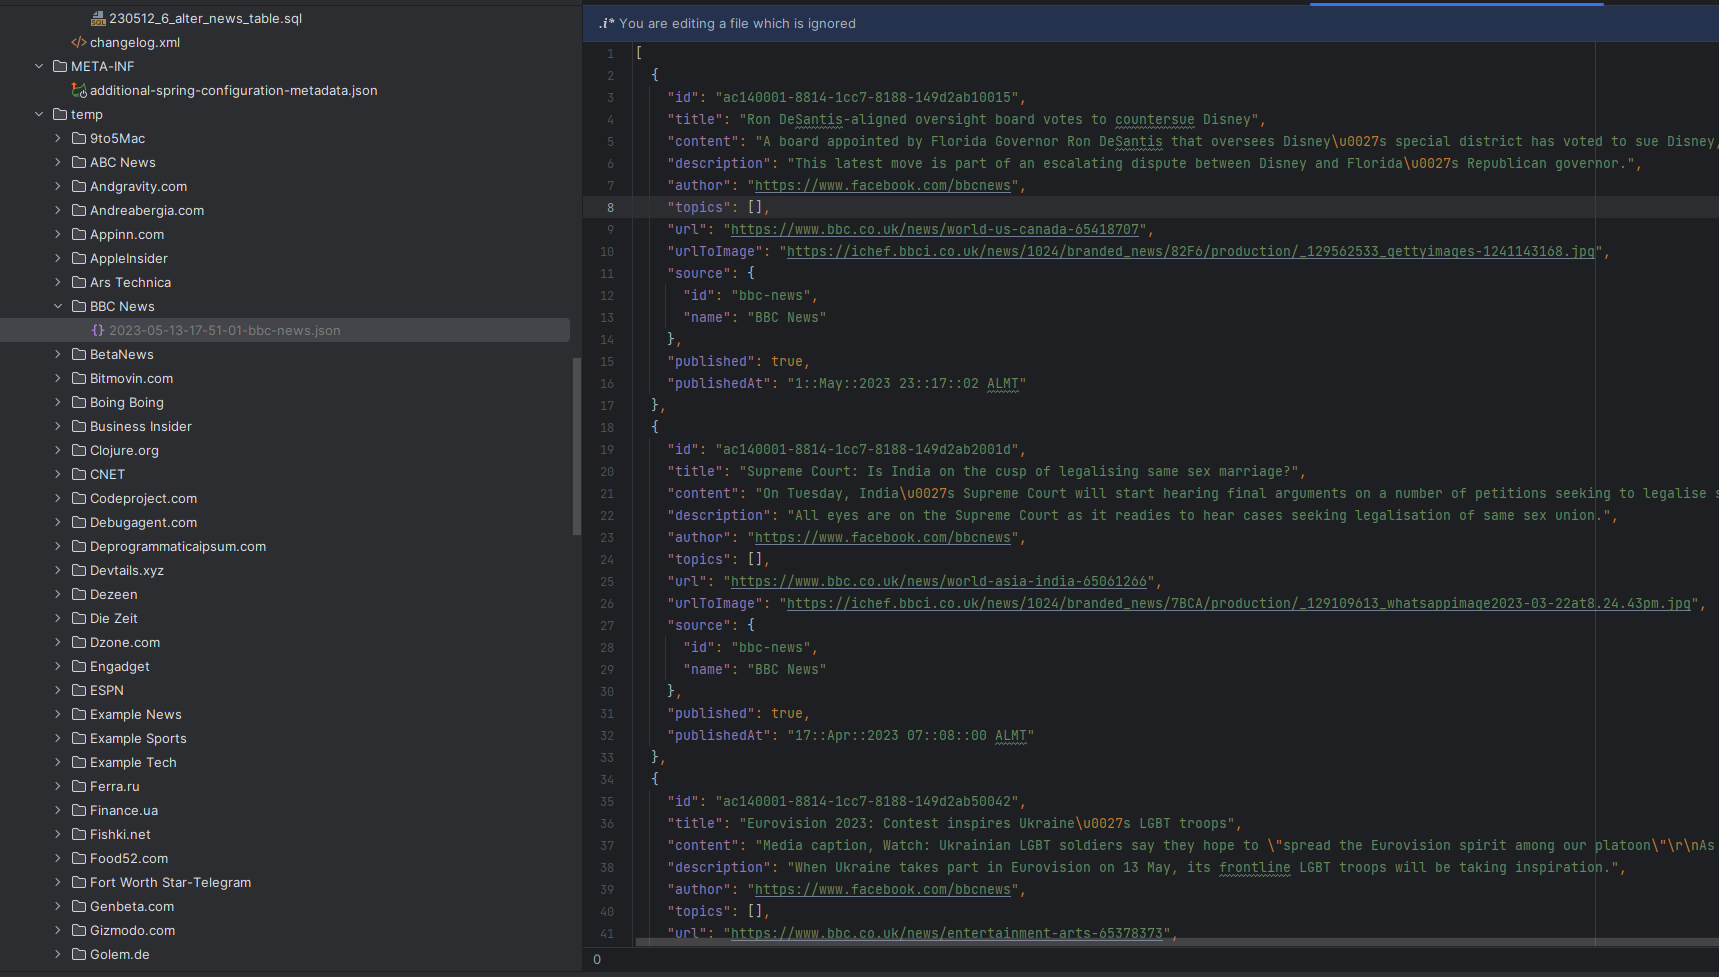 230512_6_alter_news_table.sql
changelog.xml
META-INF
additional-spring-configuration-metadata.json
temp
9to5Mac
ABC News
Andgravity.com
Andreabergia.com
Appinn.com
AppleInsider
Ars Technica
BBC News
2023-05-13-17-51-01-bbc-news.json
BetaNews
Bitmovin.com
Boing Boing
Business Insider
Clojure.org
CNET
Codeproject.com
Debugagent.com
Deprogrammaticaipsum.com
Devtails.xyz
Dezeen
Die Zeit
Dzone.com
Engadget
ESPN
Example News
Example Sports
Example Tech
Ferra.ru
Finance.ua
Fishki.net
Food52.com
Fort Worth Star-Telegram
Genbeta.com
Gizmodo.com
Golem.de
.i* You are editing a file which is ignored
1 [
2 {
3 "id": "ac140001-8814-1cc7-8188-149d2ab10015",
4 "title": "Ron DeSantis-aligned oversight board votes to countersue Disney",
5 "content": "A board appointed by Florida Governor Ron DeSantis that oversees Disney\u0027s special district has voted to sue Disney,
6 "description": "This latest move is part of an escalating dispute between Disney and Florida\u0027s Republican governor.",
7 "author": "https://www.facebook.com/bbcnews",
8 "topics": [],
9 "url": "https://www.bbc.co.uk/news/world-us-canada-65418707",
10 "urlToImage": "https://ichef.bbci.co.uk/news/1024/branded_news/82F6/production/_129562533_gettyimages-1241143168.jpg",
11 "source": {
12 "id": "bbc-news",
13 "name": "BBC News"
14 },
15 "published": true,
16 "publishedAt": "1::May::2023 23::17::02 ALMT"
17 },
18 {
19 "id": "ac140001-8814-1cc7-8188-149d2ab2001d",
20 "title": "Supreme Court: Is India on the cusp of legalising same sex marriage?",
21 "content": "On Tuesday, India\u0027s Supreme Court will start hearing final arguments on a number of petitions seeking to legalise s
22 "description": "All eyes are on the Supreme Court as it readies to hear cases seeking legalisation of same sex union.",
23 "author": "https://www.facebook.com/bbcnews",
24 "topics": [],
25 "url": "https://www.bbc.co.uk/news/world-asia-india-65061266",
26 "urlToImage": "https://ichef.bbci.co.uk/news/1024/branded_news/7BCA/production/_129109613_whatsappimage2023-03-22at8.24.43pm.jpg",
27 "source": {
28 "id": "bbc-news",
29 "name": "BBC News"
30 },
31 "published": true,
32 "publishedAt": "17::Apr::2023 07::08::00 ALMT"
33 },
34 {
35 "id": "ac140001-8814-1cc7-8188-149d2ab50042",
36 "title": "Eurovision 2023: Contest inspires Ukraine\u0027s LGBT troops",
37 "content": "Media caption, Watch: Ukrainian LGBT soldiers say they hope to \"spread the Eurovision spirit among our platoon\"\r\nAs
38 "description": "When Ukraine takes part in Eurovision on 13 May, its frontline LGBT troops will be taking inspiration.",
39 "author": "https://www.facebook.com/bbcnews",
40 "topics": [],
41 "url": "https://www.bbc.co.uk/news/entertainment-arts-65378373",
0